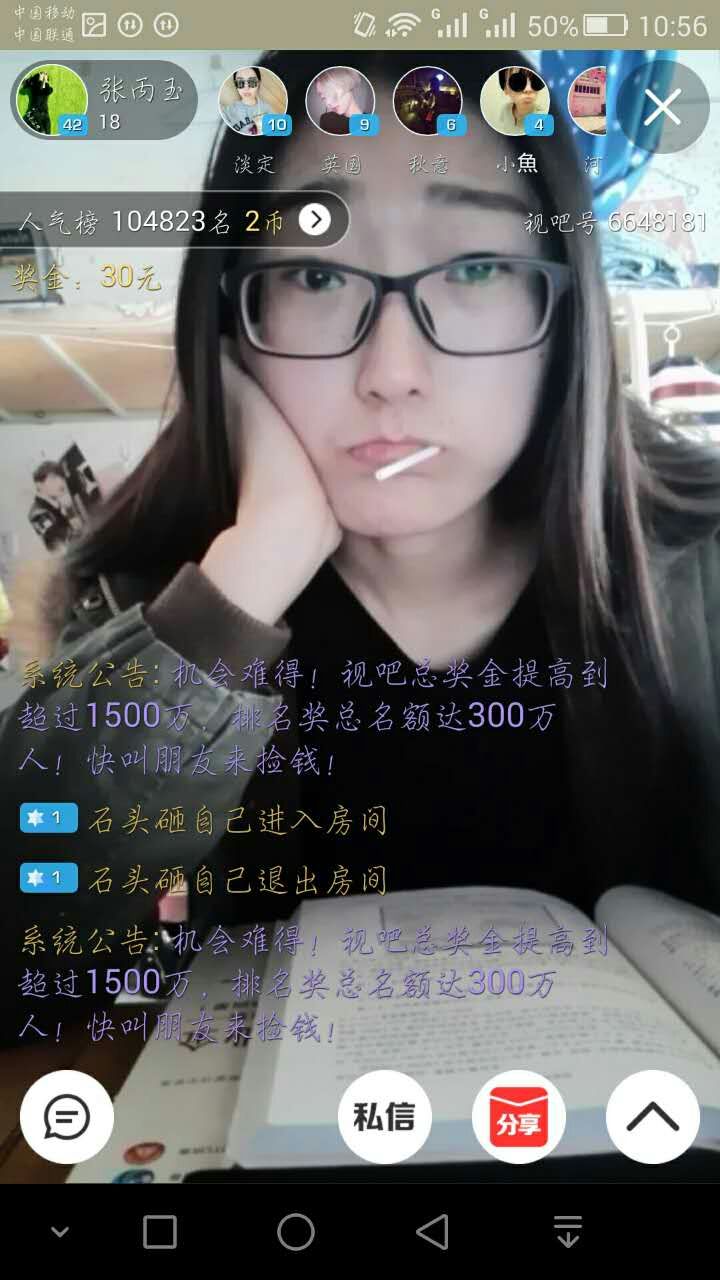 中国移动
中国联通
G
G
50%
10:56
张丙玉
18
42
10
9
6
4
淡定
英国
秋意
小魚
河
人气榜 104823名 2币
视吧号 6648181
奖金：30元
系统公告: 机会难得！视吧总奖金提高到
超过1500万，排名奖总名额达300万
人！快叫朋友来捡钱！
1 石头砸自己进入房间
1 石头砸自己退出房间
系统公告: 机会难得！视吧总奖金提高到
超过1500万，排名奖总名额达300万
人！快叫朋友来捡钱！
私信
分享